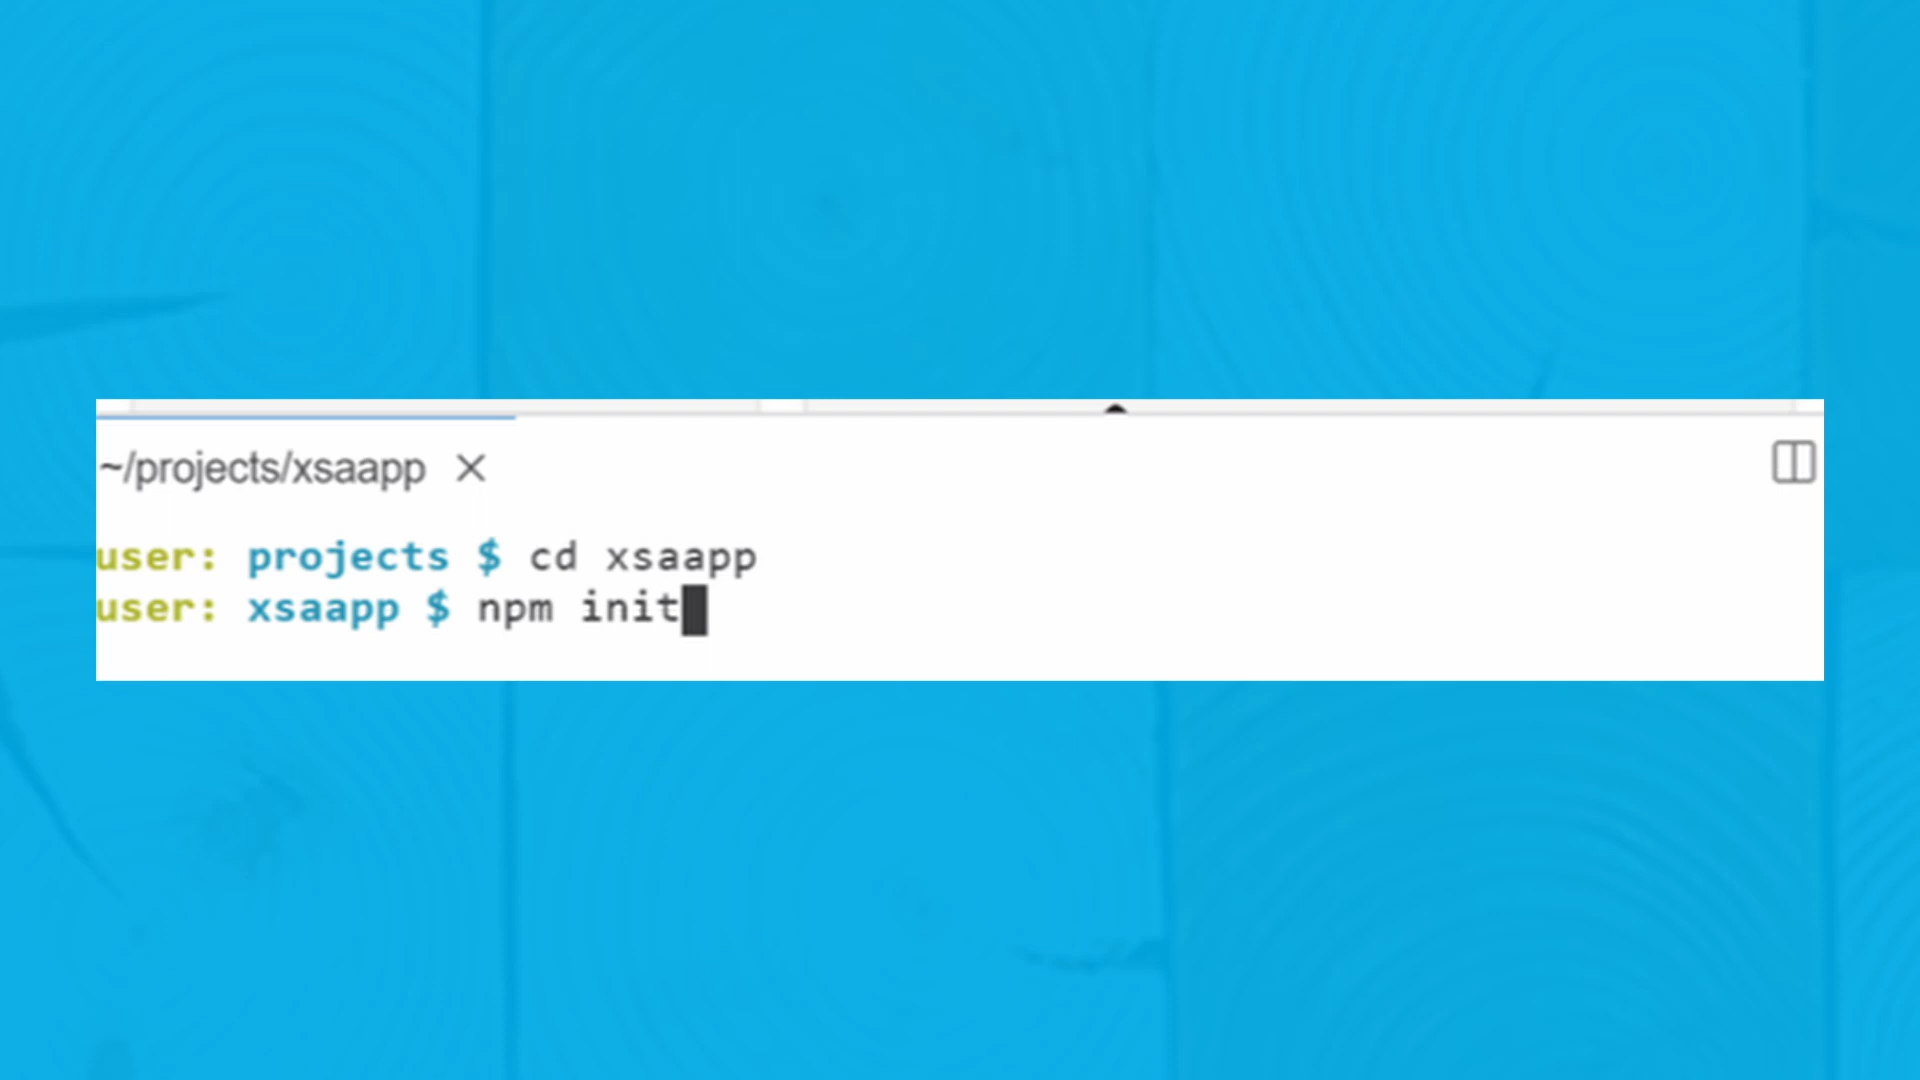 ~/projects/xsaapp
user: projects $ cd xsaapp
user: xsaapp $ npm init